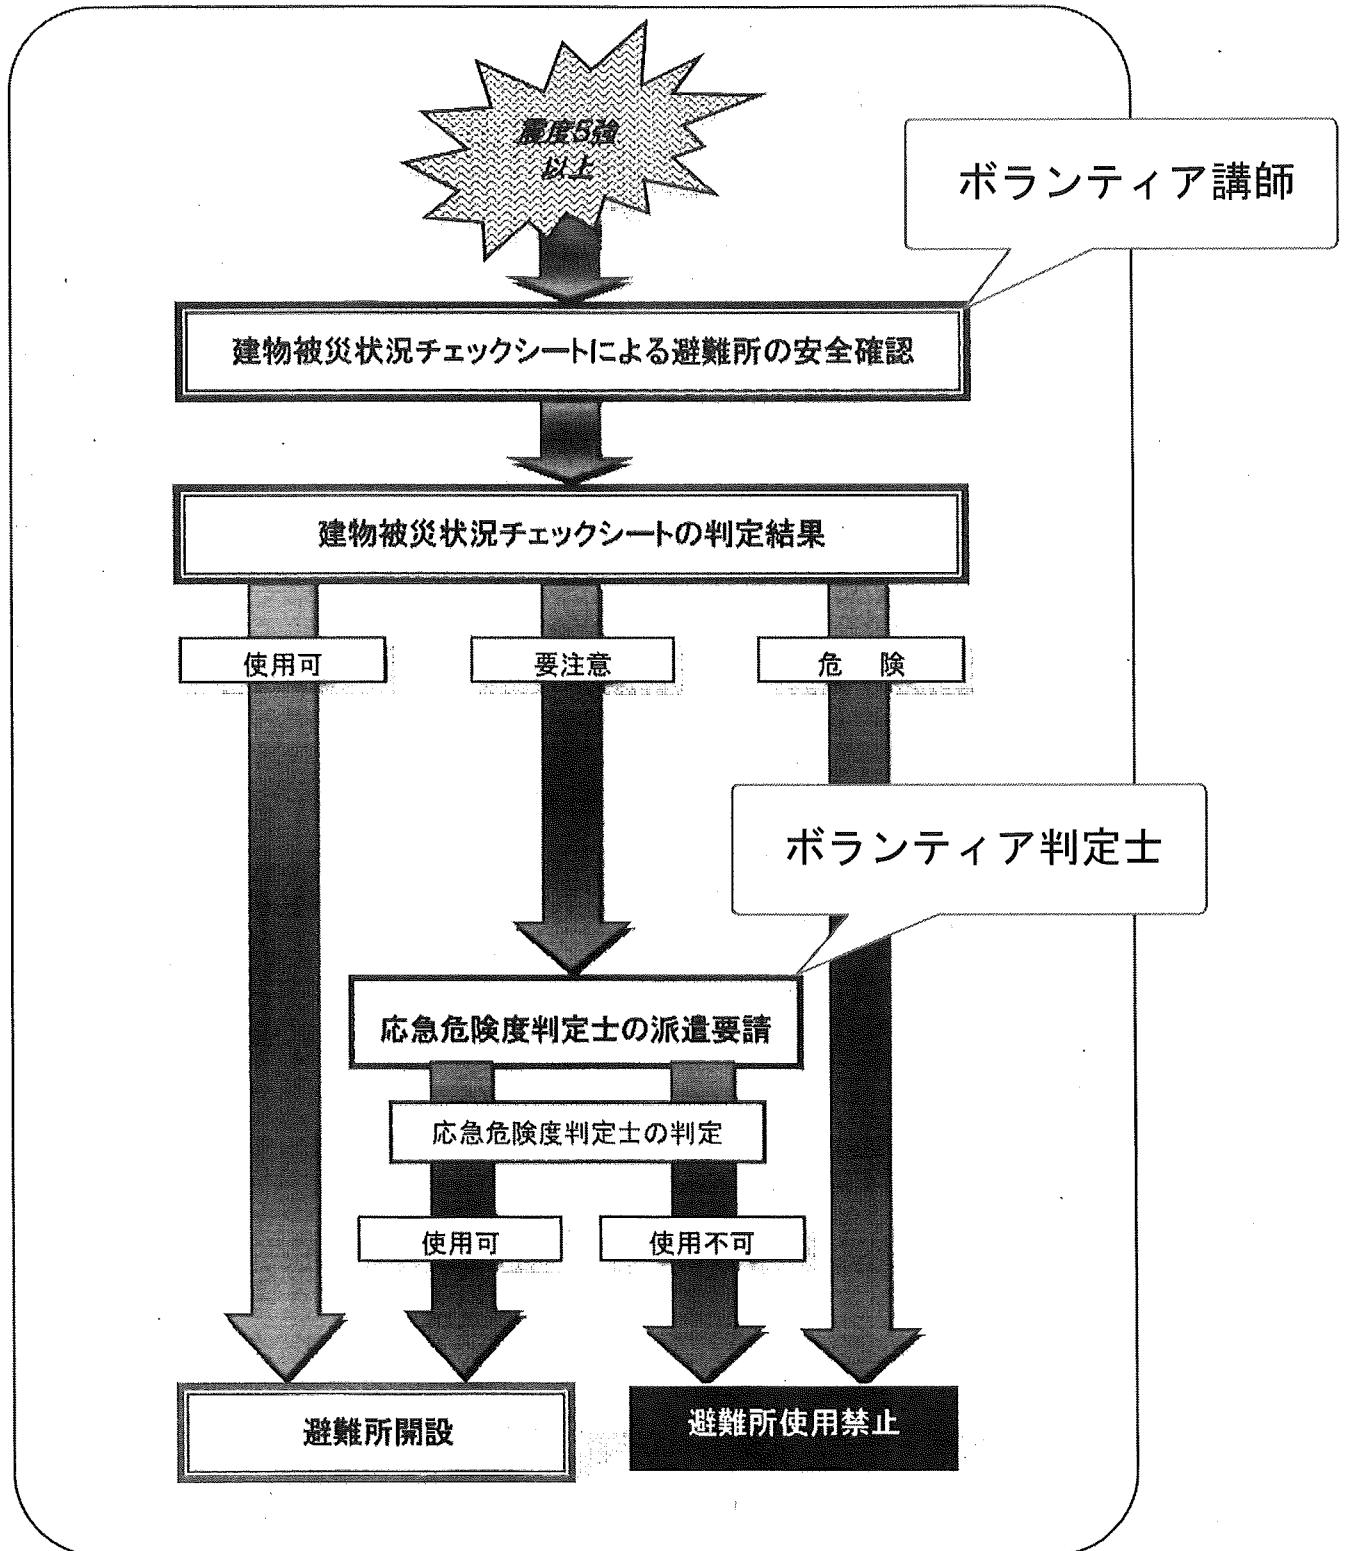 震度5強
以上
ボランティア講師
建物被災状況チェックシートによる避難所の安全確認
建物被災状況チェックシートの判定結果
使用可
要注意
危　険
ボランティア判定士
応急危険度判定士の派遣要請
応急危険度判定士の判定
使用可
使用不可
避難所開設
避難所使用禁止